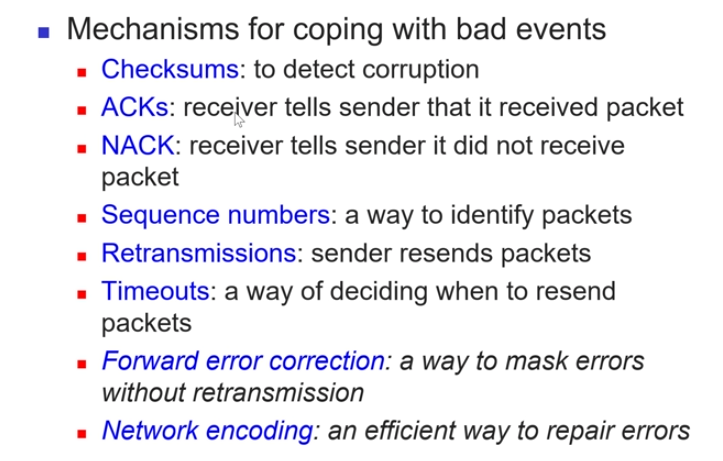 Mechanisms for coping with bad events
Checksums: to detect corruption
ACKs: receiver tells sender that it received packet
NACK: receiver tells sender it did not receive
packet
Sequence numbers: a way to identify packets
Retransmissions: sender resends packets
Timeouts: a way of deciding when to resend
packets
Forward error correction: a way to mask errors
without retransmission
Network encoding: an efficient way to repair errors